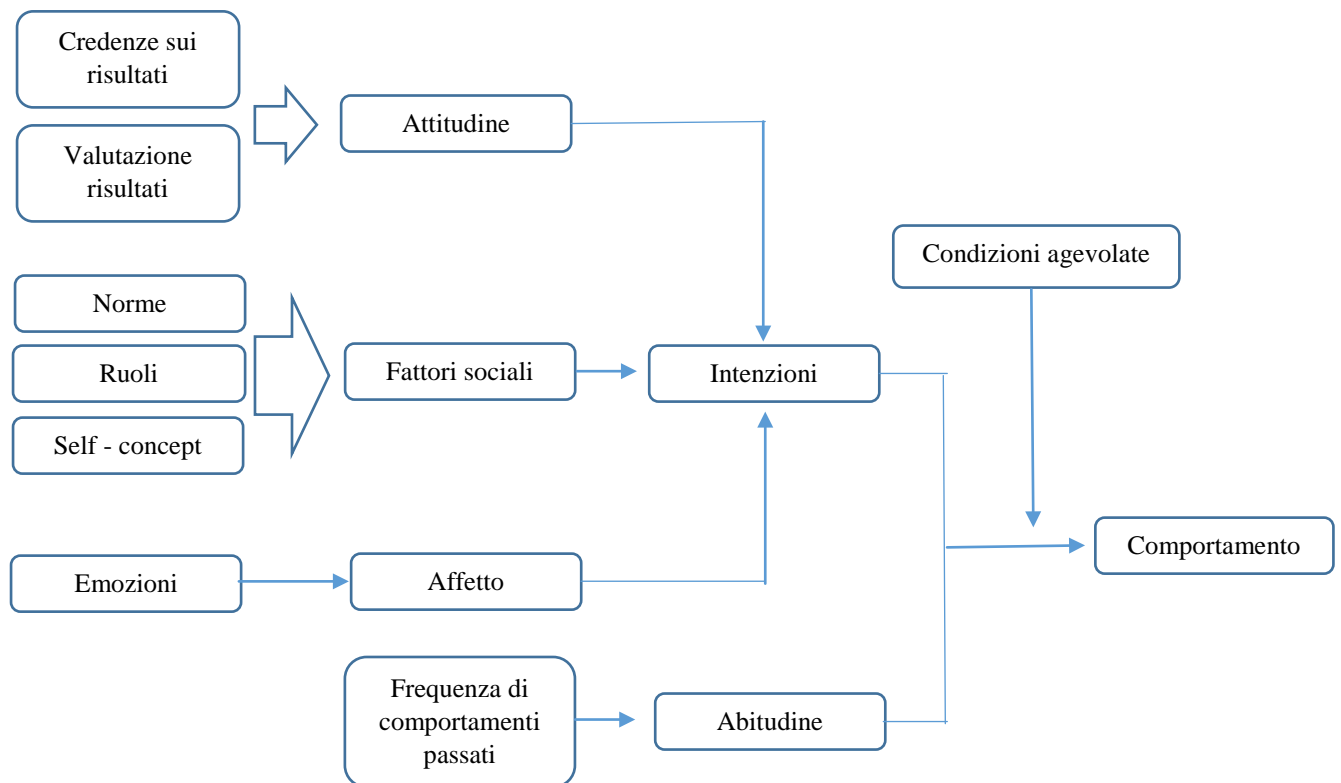 Credenze sui
risultati
Valutazione
risultati
Attitudine
Condizioni agevolate
Norme
Ruoli
Self - concept
Fattori sociali
Intenzioni
Comportamento
Emozioni
Affetto
Frequenza di
comportamenti
passati
Abitudine